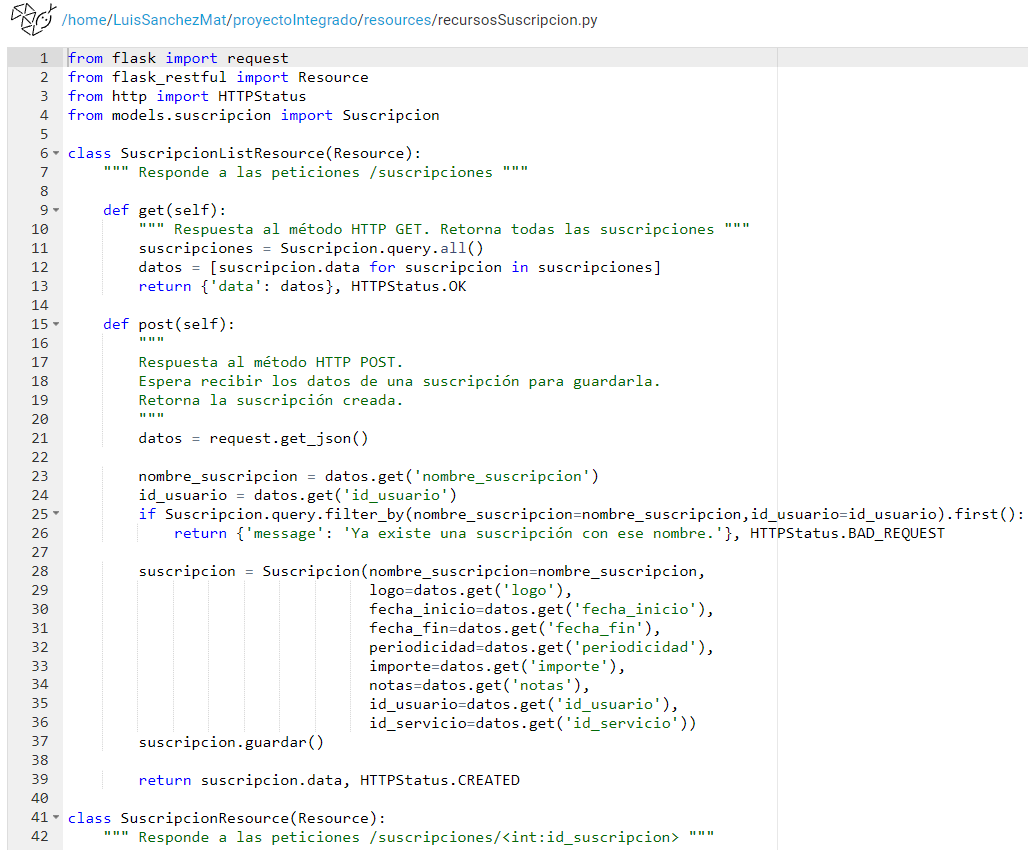 /home/LuisSanchezMat/proyectoIntegrado/resources/recursosSuscripcion.py
1 from flask import request
2 from flask_restful import Resource
3 from http import HTTPStatus
4 from models.suscripcion import Suscripcion
5
6 class SuscripcionListResource(Resource):
7     """ Responde a las peticiones /suscripciones """
8
9     def get(self):
10         """ Respuesta al método HTTP GET. Retorna todas las suscripciones """
11         suscripciones = Suscripcion.query.all()
12         datos = [suscripcion.data for suscripcion in suscripciones]
13         return {'data': datos}, HTTPStatus.OK
14
15     def post(self):
16         """
17         Respuesta al método HTTP POST.
18         Espera recibir los datos de una suscripción para guardarla.
19         Retorna la suscripción creada.
20         """
21         datos = request.get_json()
22
23         nombre_suscripcion = datos.get('nombre_suscripcion')
24         id_usuario = datos.get('id_usuario')
25         if Suscripcion.query.filter_by(nombre_suscripcion=nombre_suscripcion,id_usuario=id_usuario).first():
26             return {'message': 'Ya existe una suscripción con ese nombre.'}, HTTPStatus.BAD_REQUEST
27
28         suscripcion = Suscripcion(nombre_suscripcion=nombre_suscripcion,
29                                   logo=datos.get('logo'),
30                                   fecha_inicio=datos.get('fecha_inicio'),
31                                   fecha_fin=datos.get('fecha_fin'),
32                                   periodicidad=datos.get('periodicidad'),
33                                   importe=datos.get('importe'),
34                                   notas=datos.get('notas'),
35                                   id_usuario=datos.get('id_usuario'),
36                                   id_servicio=datos.get('id_servicio'))
37         suscripcion.guardar()
38
39         return suscripcion.data, HTTPStatus.CREATED
40
41 class SuscripcionResource(Resource):
42     """ Responde a las peticiones /suscripciones/<int:id_suscripcion> """